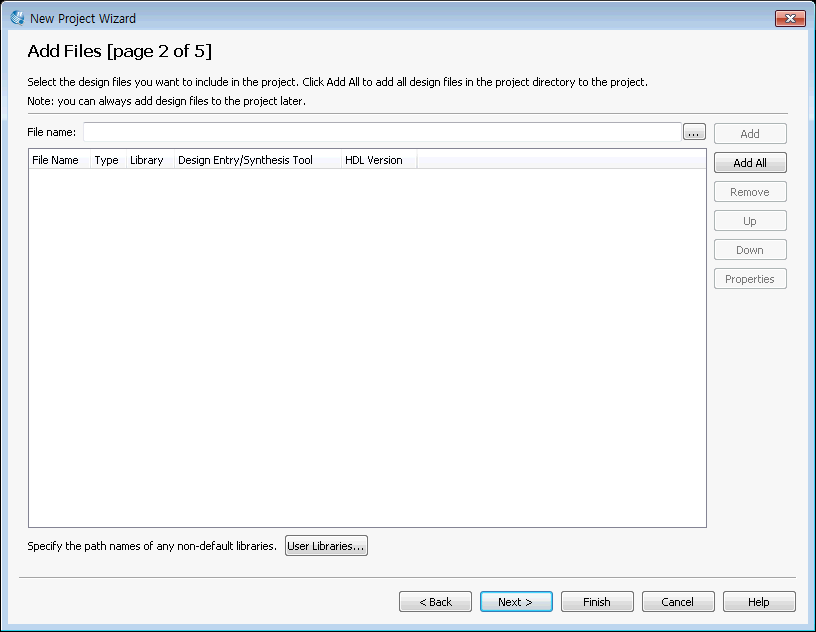 New Project Wizard
Add Files [page 2 of 5]
Select the design files you want to include in the project. Click Add All to add all design files in the project directory to the project.
Note: you can always add design files to the project later.
File name: ... Add
File Name Type Library Design Entry/Synthesis Tool HDL Version
Add All
Remove
Up
Down
Properties
Specify the path names of any non-default libraries. User Libraries...
< Back Next > Finish Cancel Help